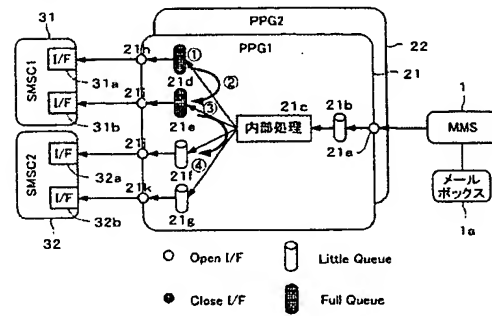 PPG2
31
PPG1
22
21
SMSC1
I/F
31a
I/F
31b
21h
①
21d
②
21i
21e
③
21c
内部処理
21b
21a
1
MMS
メール
ボックス
1a
SMSC2
I/F
32a
I/F
32b
32
21j
④
21f
21k
21g
Open I/F
Little Queue
Close I/F
Full Queue